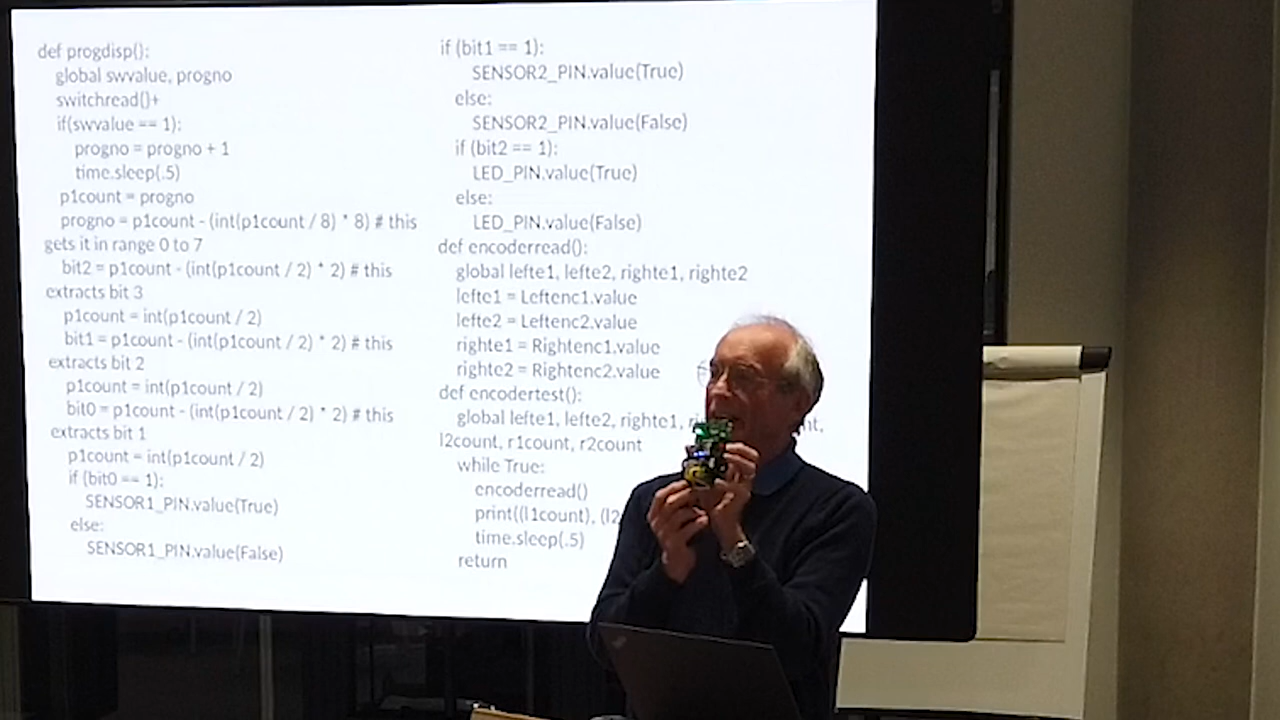 def progdisp():
global swvalue, progno
switchread()+
if(swvalue == 1):
progno = progno + 1
time.sleep(.5)
p1count = progno
progno = p1count - (int(p1count / 8) * 8) # this
gets it in range 0 to 7
bit2 = p1count - (int(p1count / 2) * 2) # this
extracts bit 3
p1count = int(p1count / 2)
bit1 = p1count - (int(p1count / 2) * 2) # this
extracts bit 2
p1count = int(p1count / 2)
bit0 = p1count - (int(p1count / 2) * 2) # this
extracts bit 1
p1count = int(p1count / 2)
if (bit0 == 1):
SENSOR1_PIN.value(True)
else:
SENSOR1_PIN.value(False)
if (bit1 == 1):
SENSOR2_PIN.value(True)
else:
SENSOR2_PIN.value(False)
if (bit2 == 1):
LED_PIN.value(True)
else:
LED_PIN.value(False)
def encoderread():
global lefte1, lefte2, righte1, righte2
lefte1 = Leftenc1.value
lefte2 = Leftenc2.value
righte1 = Rightenc1.value
righte2 = Rightenc2.value
def encodertest():
global lefte1, lefte2, righte1,
l2count, r1count, r2count
while True:
encoderread()
print((l1count), (l2
time.sleep(.5)
return